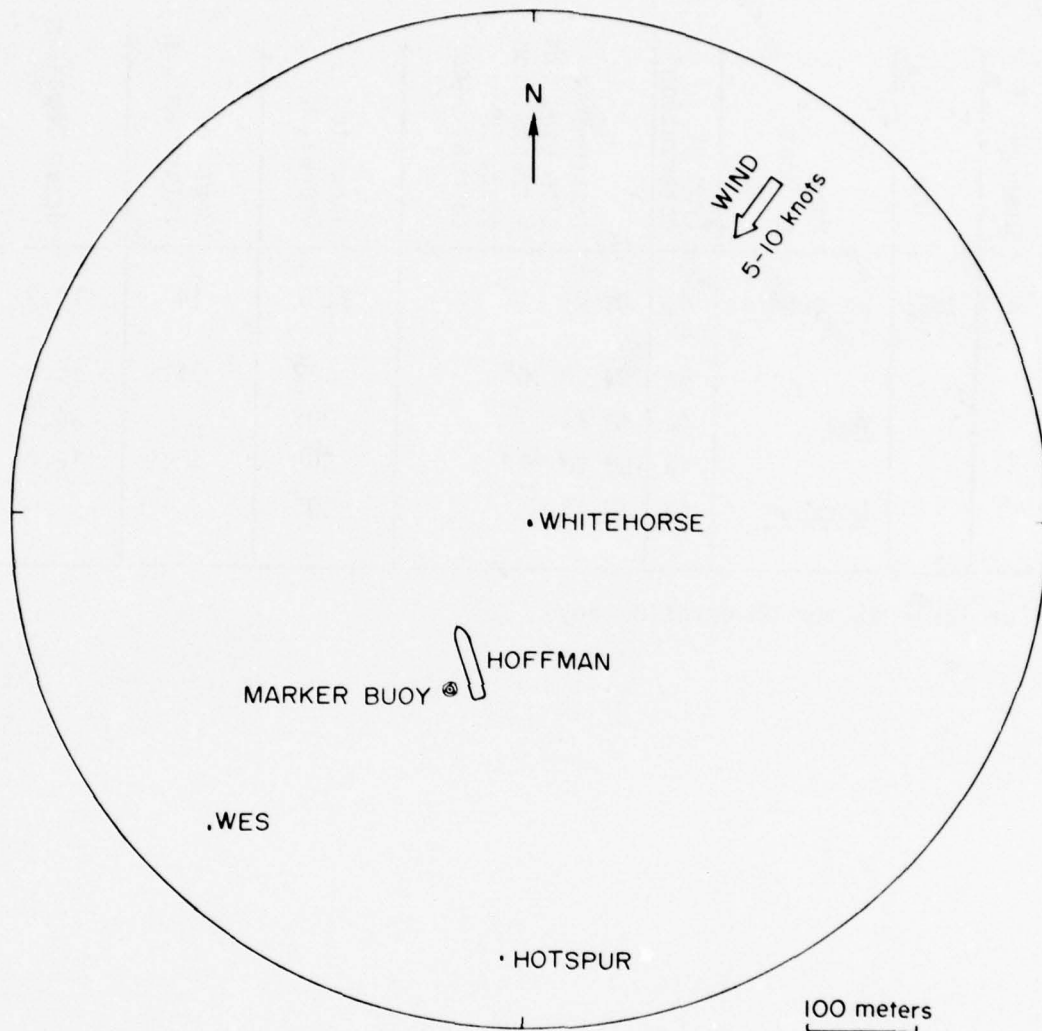 N
WIND
5-10 knots
WHITEHORSE
HOFFMAN
MARKER BUOY
WES
HOTSPUR
100 meters